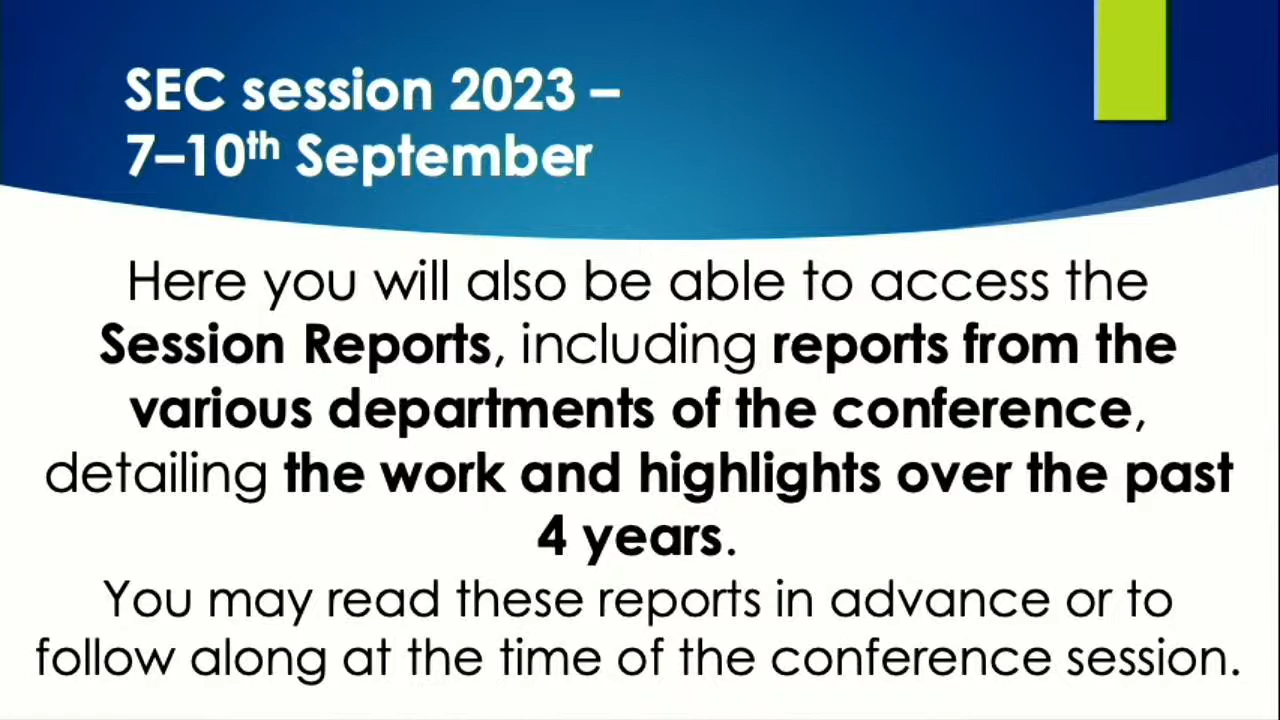 SEC session 2023 –
7–10th September
Here you will also be able to access the
Session Reports, including reports from the
various departments of the conference,
detailing the work and highlights over the past
4 years.
You may read these reports in advance or to
follow along at the time of the conference session.